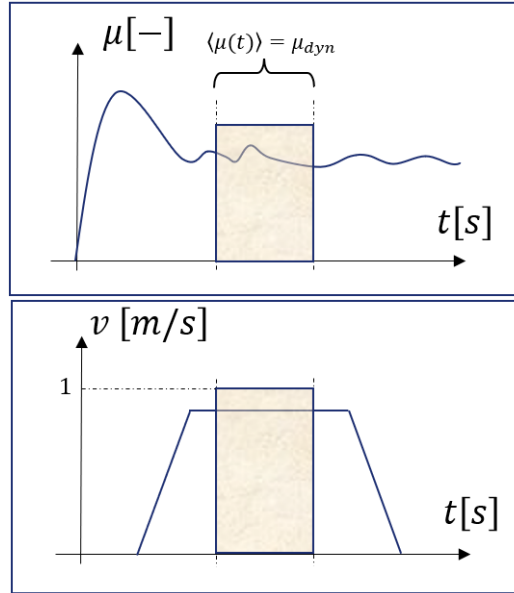 μ[−]
⟨μ(t)⟩ = μ_dyn
t[s]
v [m/s]
1
t[s]